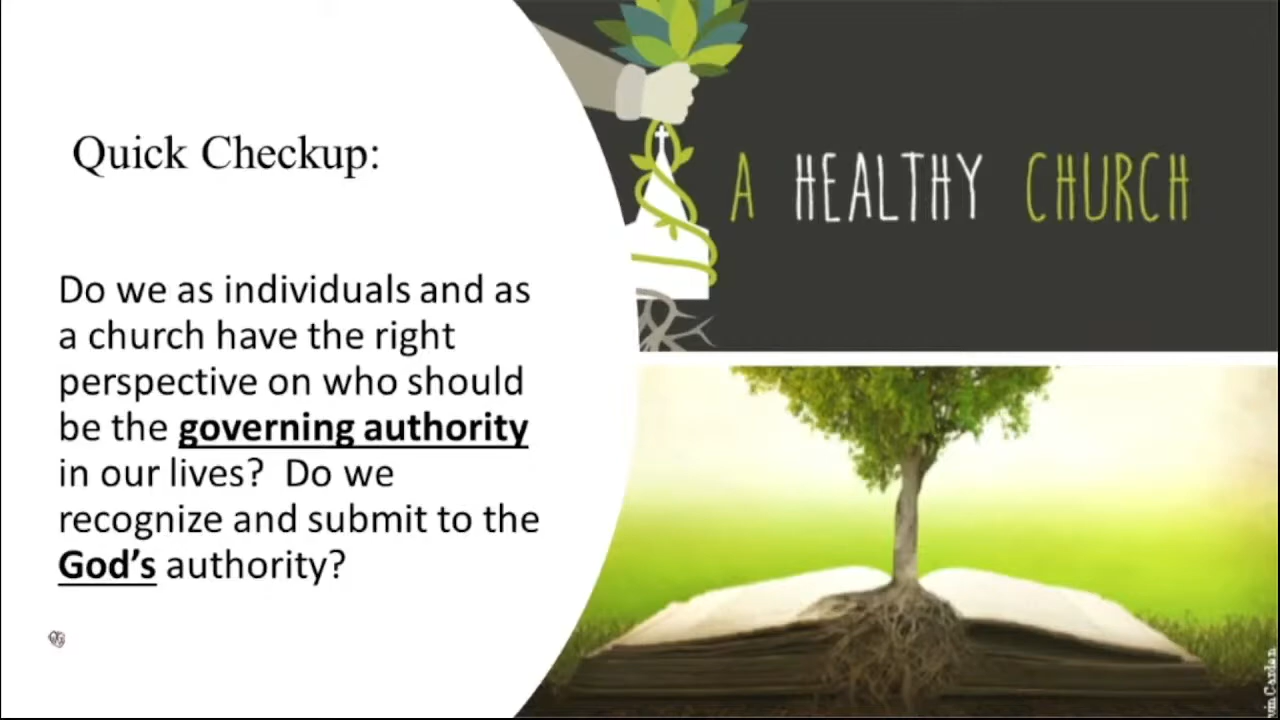 Quick Checkup:
Do we as individuals and as
a church have the right
perspective on who should
be the governing authority
in our lives?  Do we
recognize and submit to the
God's authority?
A HEALTHY CHURCH